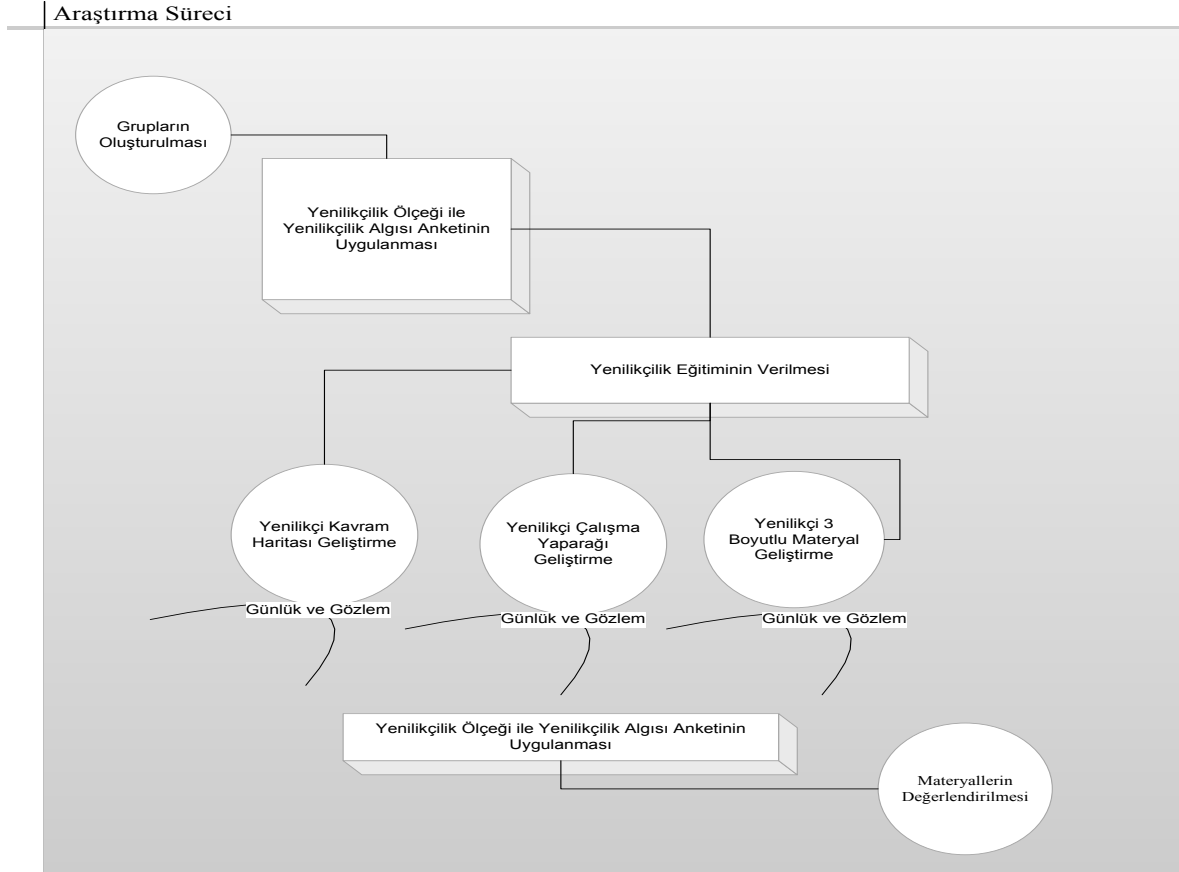 Araştırma Süreci
Grupların
Oluşturulması
Yenilikçilik Ölçeği ile
Yenilikçilik Algısı Anketinin
Uygulanması
Yenilikçilik Eğitiminin Verilmesi
Yenilikçi Kavram
Haritası Geliştirme
Yenilikçi Çalışma
Yaparağı
Geliştirme
Yenilikçi 3
Boyutlu Materyal
Geliştirme
Günlük ve Gözlem
Günlük ve Gözlem
Günlük ve Gözlem
Yenilikçilik Ölçeği ile Yenilikçilik Algısı Anketinin
Uygulanması
Materyallerin
Değerlendirilmesi